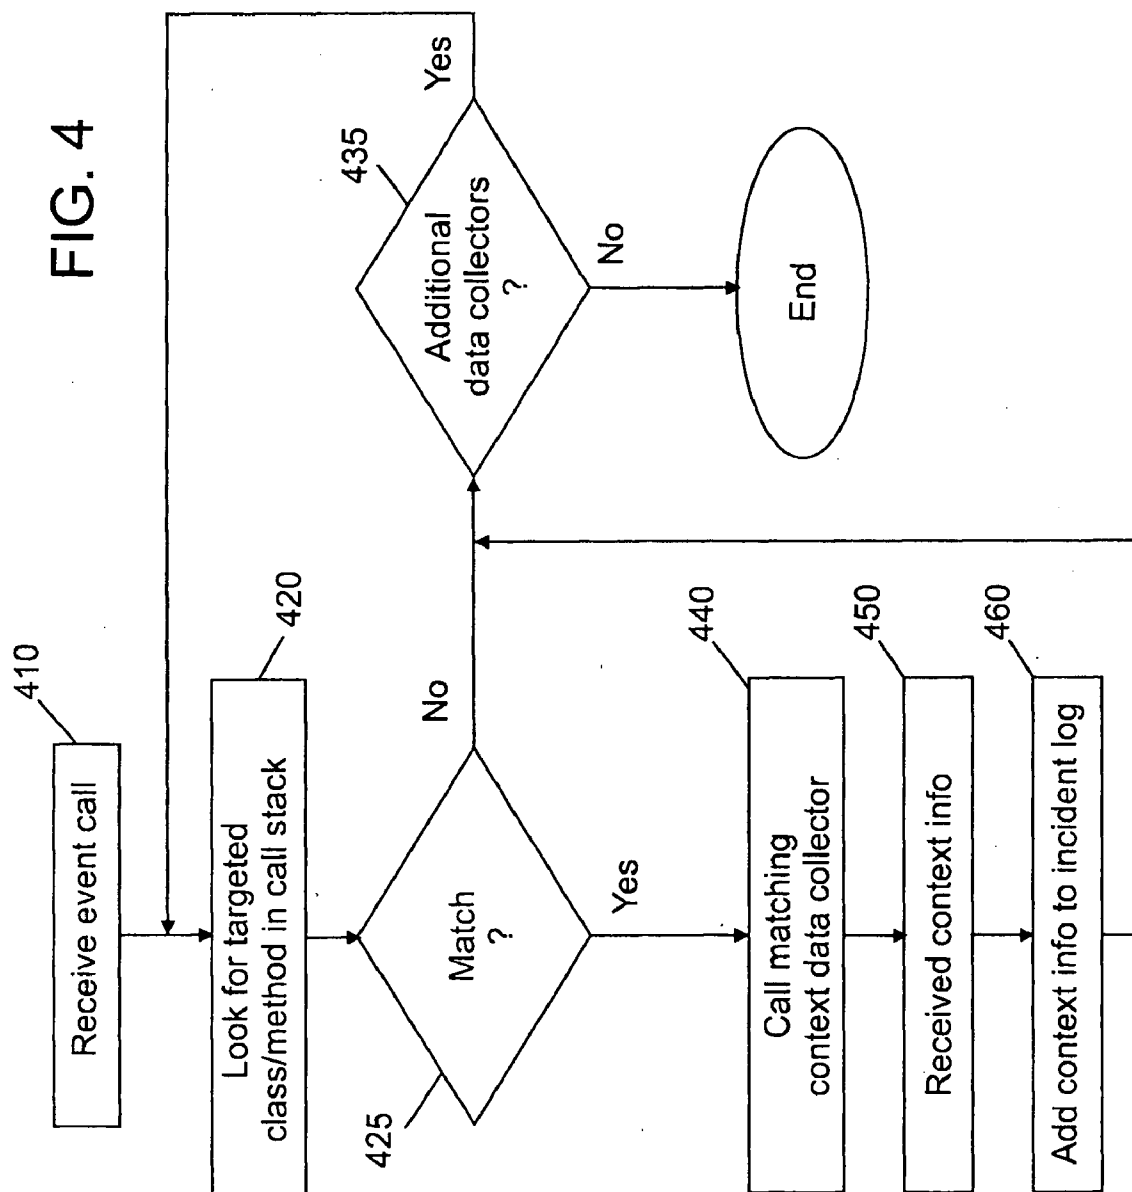 FIG. 4
410
Receive event call
420
Look for targeted
class/method in call stack
425
Match
?
No
Yes
435
Additional
data collectors
?
Yes
No
End
440
Call matching
context data collector
450
Received context info
460
Add context info to incident log